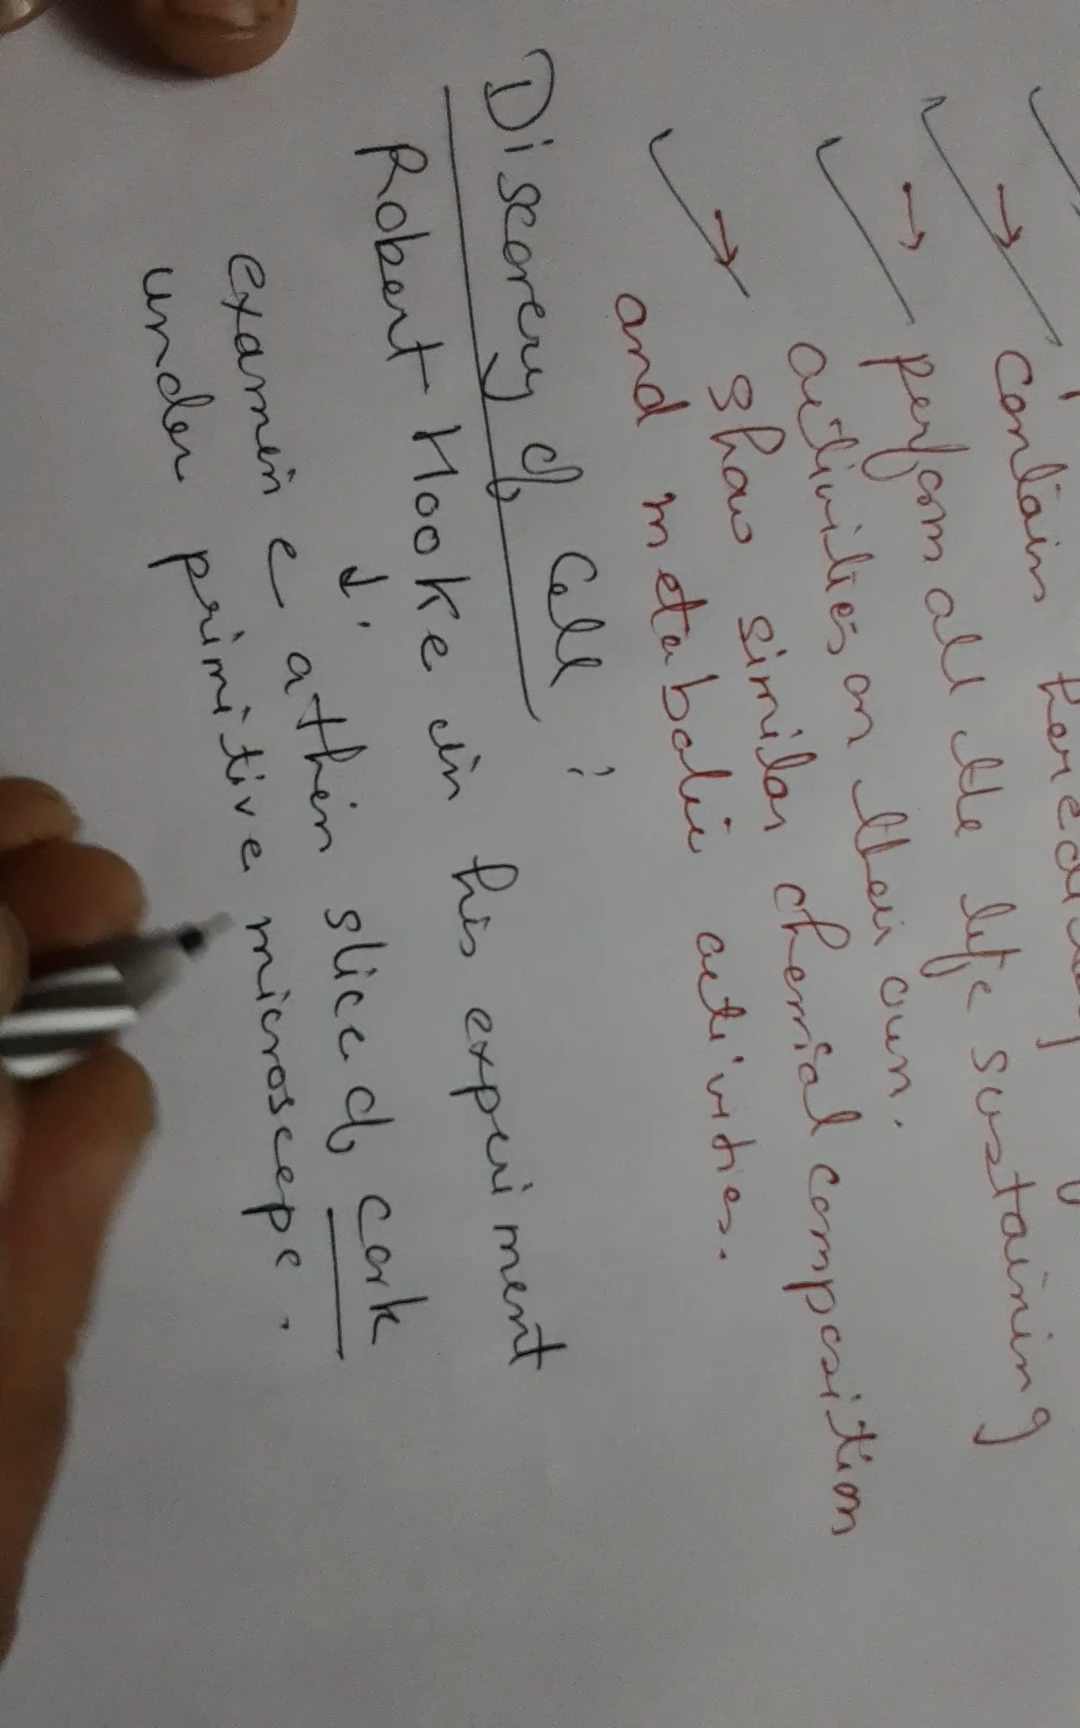 → contain
→ perform all the life sustaining
activities on their own.
→ show similar chemical composition
and metabolic activities.
Discovery of Cell :
Robert Hooke in his experiment
↓
examine a thin slice of cork
under primitive microscope.